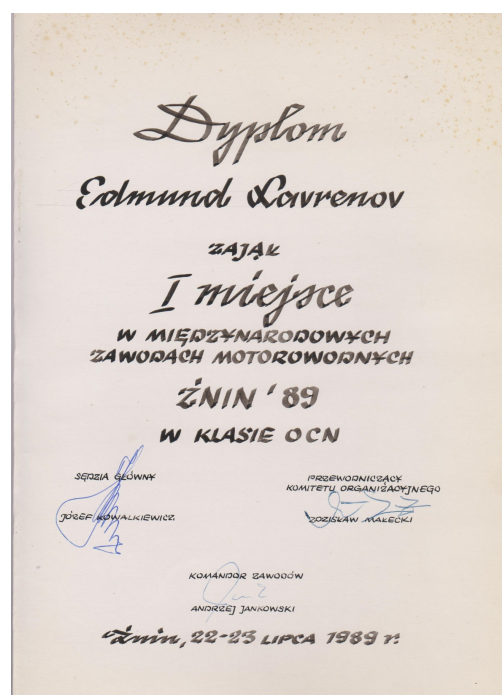 Dyplom
Edmund Lavrenov
ZAJĄŁ
I miejsce
W MIĘDZYNARODOWYCH
ZAWODACH MOTOROWODNYCH
ŻNIN '89
W KLASIE OCN
SĘDZIA GŁÓWNY
JÓZEF KOWALKIEWICZ
PRZEWODNICZĄCY
KOMITETU ORGANIZACYJNEGO
ZDZISŁAW MAŁECKI
KOMANDOR ZAWODÓW
ANDRZEJ JANKOWSKI
Żnin, 22-23 LIPCA 1989 r.